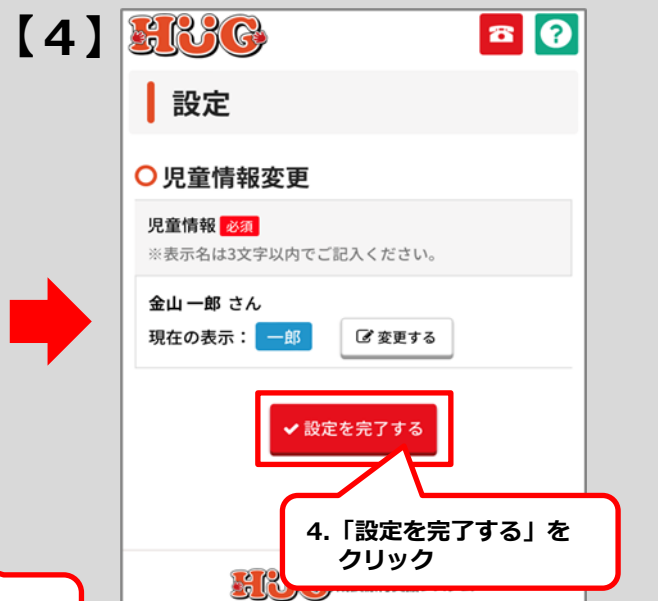 【4】
HUG
設定
児童情報変更
児童情報 必須
※表示名は3文字以内でご記入ください。
金山 一郎 さん
現在の表示： 一郎 変更する
設定を完了する
4.「設定を完了する」を
クリック
HUG